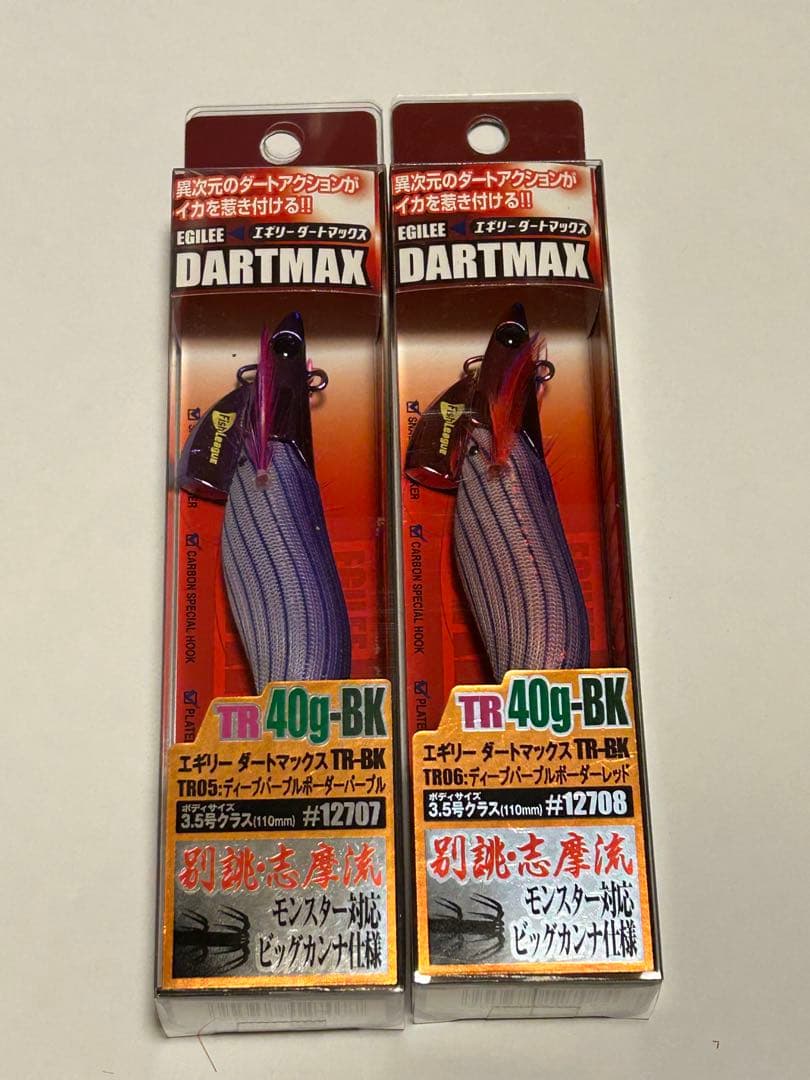 異次元のダートアクションが
イカを惹き付ける!!
EGILEE エギリーダートマックス
DARTMAX
FishLeague
CARBON SPECIAL HOOK
TR 40g-BK
エギリー ダートマックス TR-BK
TR05:ディープパープルボーダーパープル
ボディサイズ
3.5号クラス(110mm) #12707
別誂・志摩流
モンスター対応
ビッグカンナ仕様
異次元のダートアクションが
イカを惹き付ける!!
EGILEE エギリーダートマックス
DARTMAX
FishLeague
CARBON SPECIAL HOOK
TR 40g-BK
エギリー ダートマックス TR-BK
TR06:ディープパープルボーダーレッド
ボディサイズ
3.5号クラス(110mm) #12708
別誂・志摩流
モンスター対応
ビッグカンナ仕様